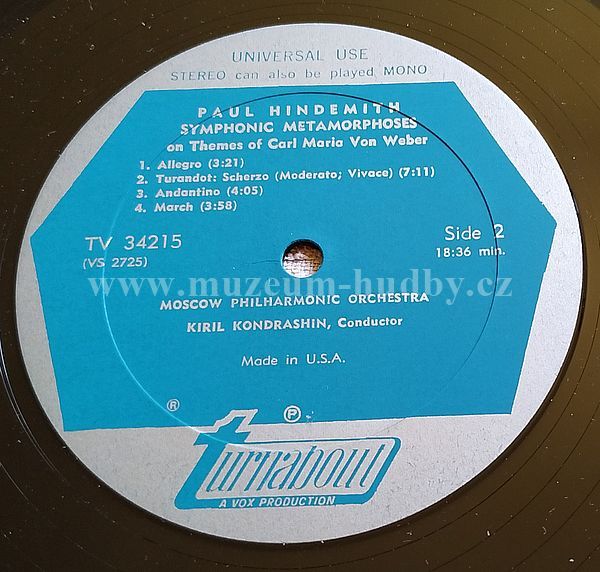 UNIVERSAL USE
STEREO can also be played MONO
PAUL HINDEMITH
SYMPHONIC METAMORPHOSES
on Themes of Carl Maria Von Weber
1. Allegro (3:21)
2. Turandot: Scherzo (Moderato; Vivace) (7:11)
3. Andantino (4:05)
4. March (3:58)
TV 34215
(VS 2725)
Side 2
18:36 min.
www.muzeum-hudby.cz
MOSCOW PHILHARMONIC ORCHESTRA
KIRIL KONDRASHIN, Conductor
Made in U.S.A.
® ℗
turnabout
A VOX PRODUCTION